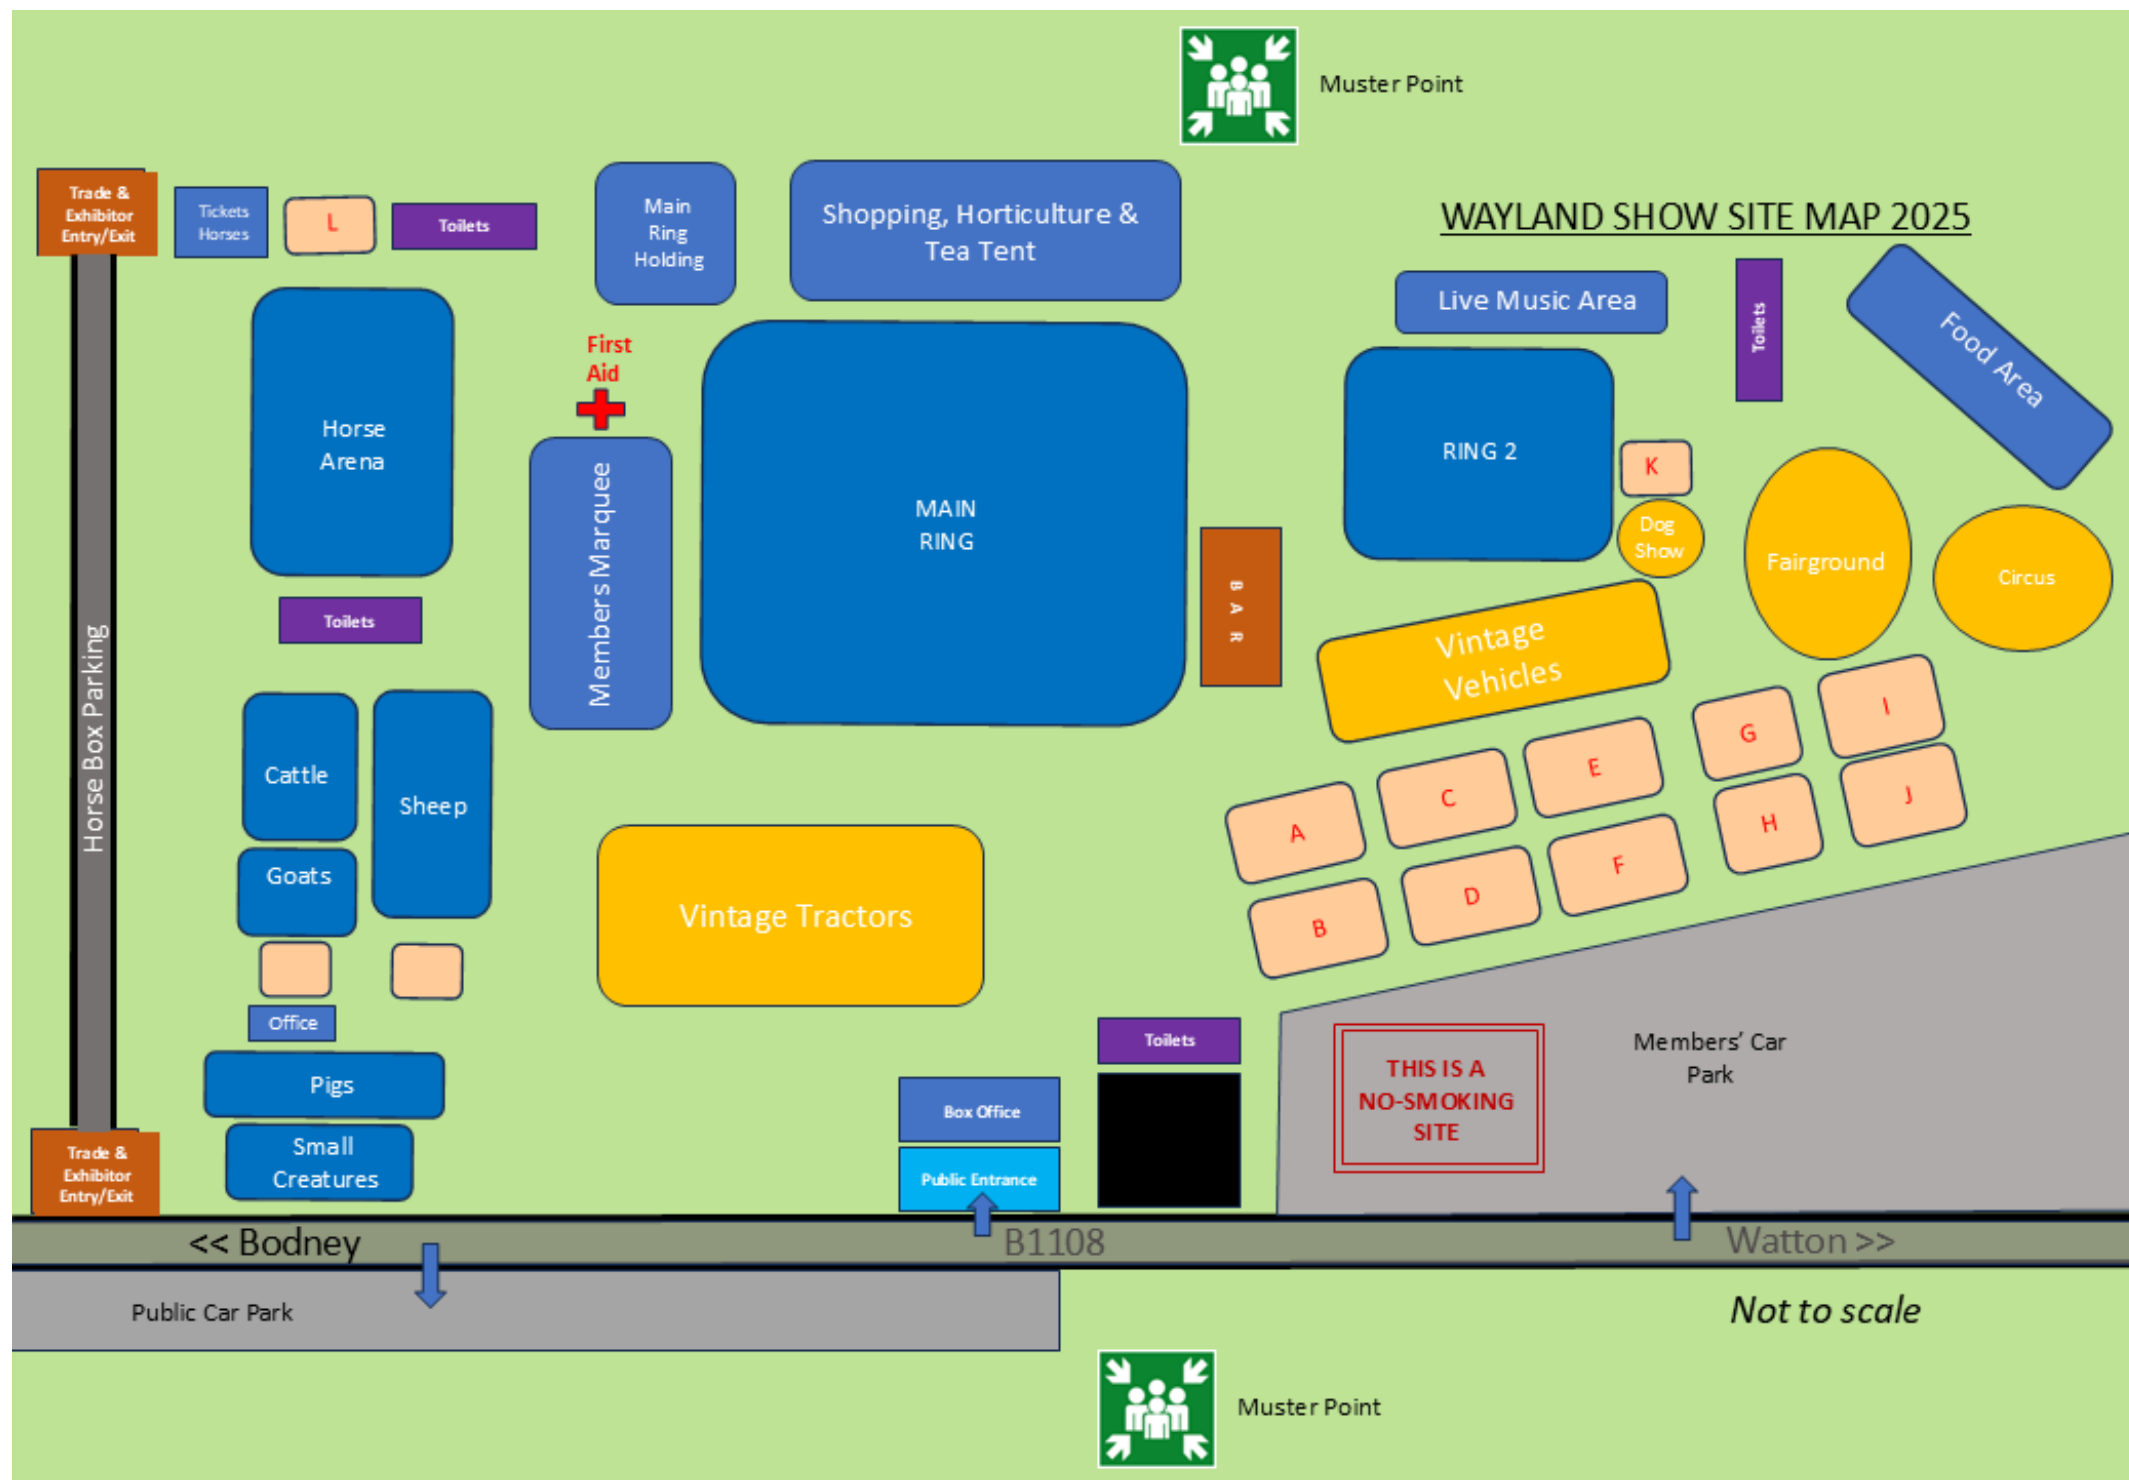 Muster Point
WAYLAND SHOW SITE MAP 2025
Trade &
Exhibitor
Entry/Exit
Tickets
Horses
L
Toilets
Main
Ring
Holding
Shopping, Horticulture &
Tea Tent
Live Music Area
Toilets
Food Area
First
Aid
Horse
Arena
Members Marquee
MAIN
RING
BAR
RING 2
K
Dog
Show
Fairground
Circus
Toilets
Vintage
Vehicles
Horse Box Parking
Cattle
Sheep
Goats
Vintage Tractors
A
C
E
G
I
B
D
F
H
J
Office
Pigs
Small
Creatures
Toilets
Box Office
Public Entrance
THIS IS A
NO-SMOKING
SITE
Members' Car
Park
Trade &
Exhibitor
Entry/Exit
<< Bodney
B1108
Watton >>
Public Car Park
Not to scale
Muster Point